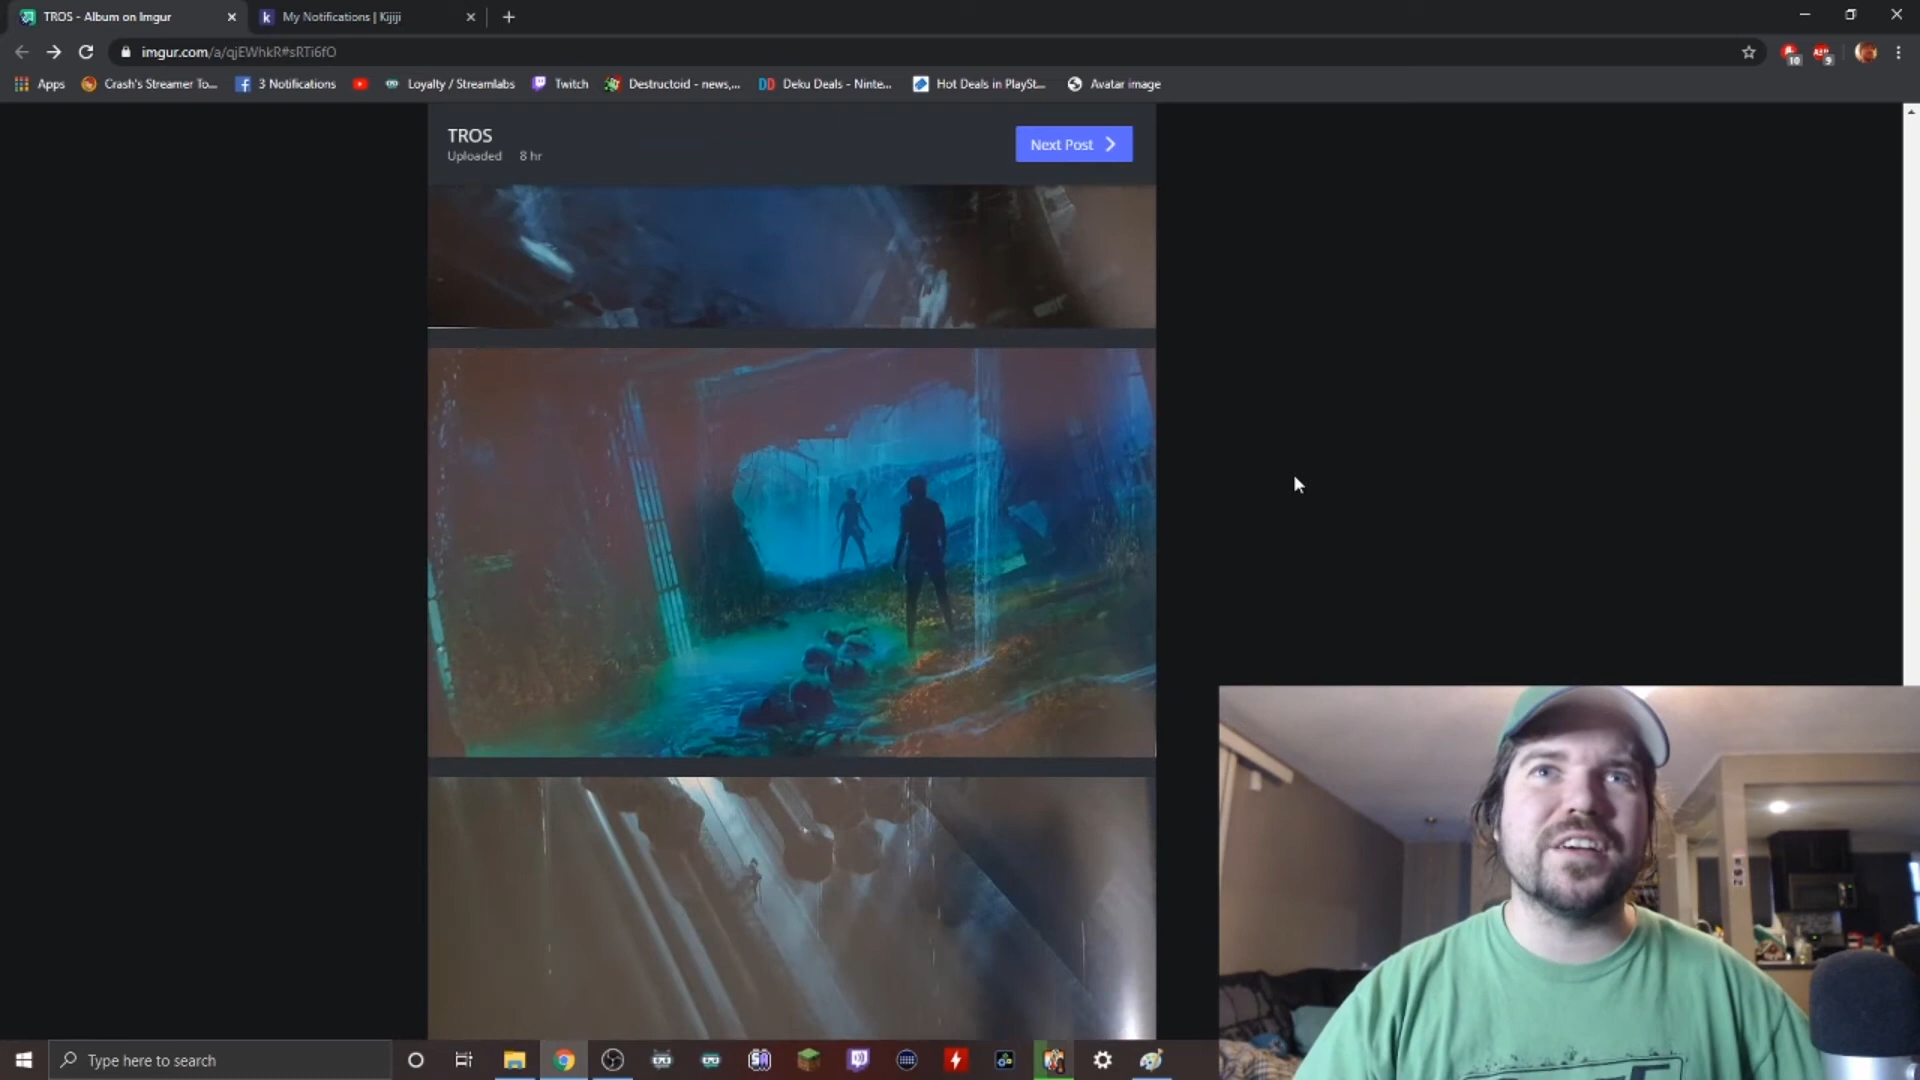 TROS - Album on Imgur
My Notifications | Kijiji
imgur.com/a/qjEWhkR#sRTi6fO
10
9
Apps
Crash's Streamer To...
3 Notifications
Loyalty / Streamlabs
Twitch
Destructoid - news,...
Deku Deals - Ninte...
Hot Deals in PlaySt...
Avatar image
TROS
Uploaded 8 hr
Next Post
Type here to search